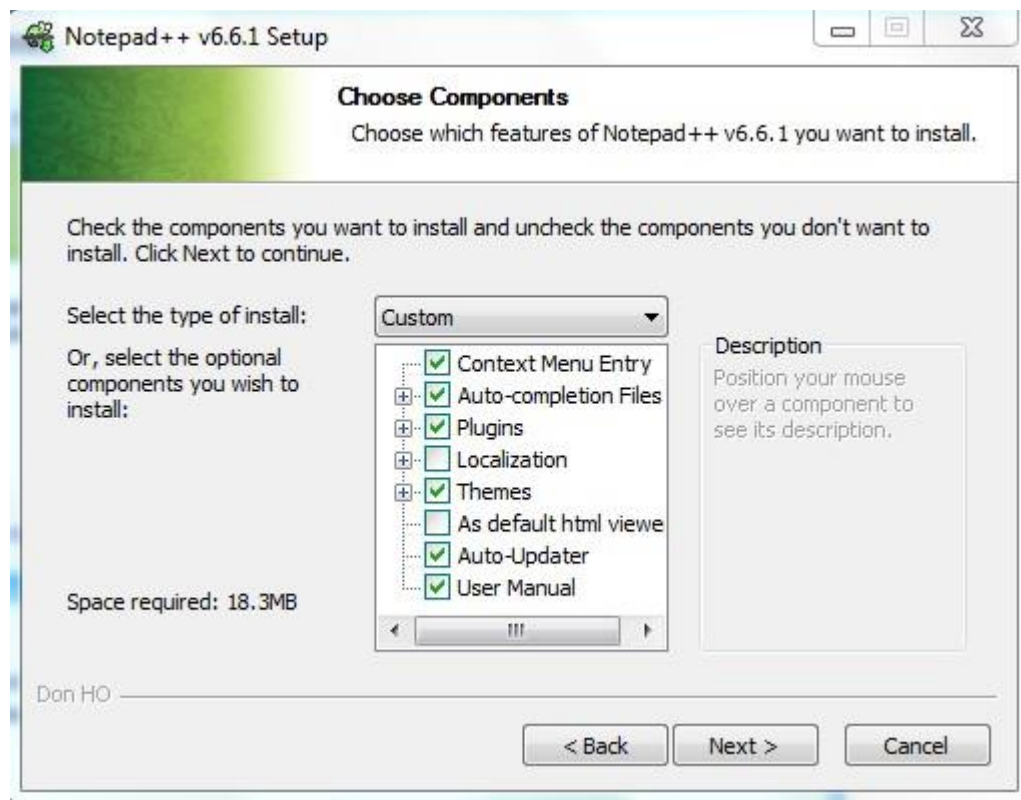 Notepad++ v6.6.1 Setup
Choose Components
Choose which features of Notepad++ v6.6.1 you want to install.
Check the components you want to install and uncheck the components you don't want to
install. Click Next to continue.
Select the type of install:
Custom
Or, select the optional
components you wish to
install:
Context Menu Entry
Auto-completion Files
Plugins
Localization
Themes
As default html viewe
Auto-Updater
User Manual
Description
Position your mouse
over a component to
see its description.
Space required: 18.3MB
Don HO
< Back
Next >
Cancel